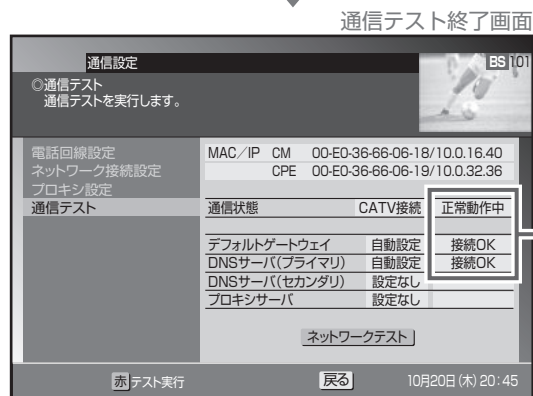 通信テスト終了画面
通信設定
BS 101
◎通信テスト
通信テストを実行します。
電話回線設定
ネットワーク接続設定
プロキシ設定
通信テスト
MAC/IP CM 00-E0-36-66-06-18/10.0.16.40
CPE 00-E0-36-66-06-19/10.0.32.36
通信状態 CATV接続 正常動作中
デフォルトゲートウェイ 自動設定 接続OK
DNSサーバ(プライマリ) 自動設定 接続OK
DNSサーバ(セカンダリ) 設定なし
プロキシサーバ 設定なし
ネットワークテスト
赤 テスト実行 戻る 10月20日(木)20:45